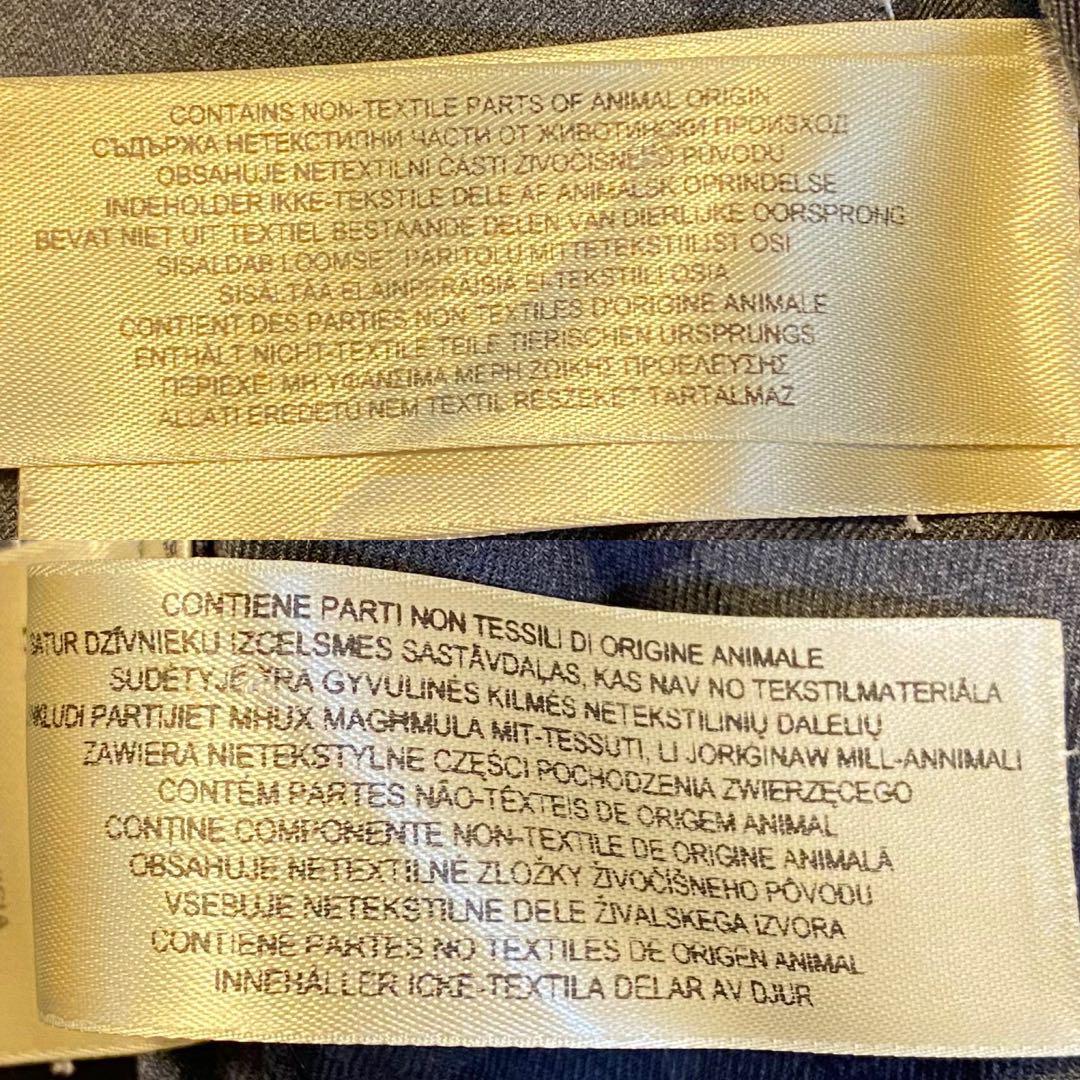 CONTAINS NON-TEXTILE PARTS OF ANIMAL ORIGIN
СЪДЪРЖА НЕТЕКСТИЛНИ ЧАСТИ ОТ ЖИВОТИНСКИ ПРОИЗХОД
OBSAHUJE NETEXTILNÍ ČÁSTI ŽIVOČIŠNÉHO PŮVODU
INDEHOLDER IKKE-TEKSTILE DELE AF ANIMALSK OPRINDELSE
BEVAT NIET UIT TEXTIEL BESTAANDE DELEN VAN DIERLIJKE OORSPRONG
SISALDAB LOOMSE PÄRITOLU MITTETEKSTIILIST OSI
SISÄLTÄÄ ELÄINPERÄISIÄ EI-TEKSTIILIOSIA
CONTIENT DES PARTIES NON TEXTILES D'ORIGINE ANIMALE
ENTHÄLT NICHT-TEXTILE TEILE TIERISCHEN URSPRUNGS
ΠΕΡΙΕΧΕΙ ΜΗ ΥΦΑΝΣΙΜΑ ΜΕΡΗ ΖΩΙΚΗΣ ΠΡΟΕΛΕΥΣΗΣ
ÁLLATI EREDETŰ NEM TEXTIL RÉSZEKET TARTALMAZ
CONTIENE PARTI NON TESSILI DI ORIGINE ANIMALE
SATUR DZĪVNIEKU IZCELSMES SASTĀVDAĻAS, KAS NAV NO TEKSTILMATERIĀLA
SUDĖTYJE YRA GYVULINĖS KILMĖS NETEKSTILINIŲ DALELIŲ
PARTIJIET MHUX MAGĦMULA MIT-TESSUTI, LI JORIĠINAW MILL-ANNIMALI
ZAWIERA NIETEKSTYLNE CZĘŚCI POCHODZENIA ZWIERZĘCEGO
CONTÉM PARTES NÃO-TÊXTEIS DE ORIGEM ANIMAL
CONȚINE COMPONENTE NON-TEXTILE DE ORIGINE ANIMALĂ
OBSAHUJE NETEXTILNÉ ZLOŽKY ŽIVOČÍŠNEHO PÔVODU
VSEBUJE NETEKSTILNE DELE ŽIVALSKEGA IZVORA
CONTIENE PARTES NO TEXTILES DE ORIGEN ANIMAL
INNEHÅLLER ICKE-TEXTILA DELAR AV DJUR